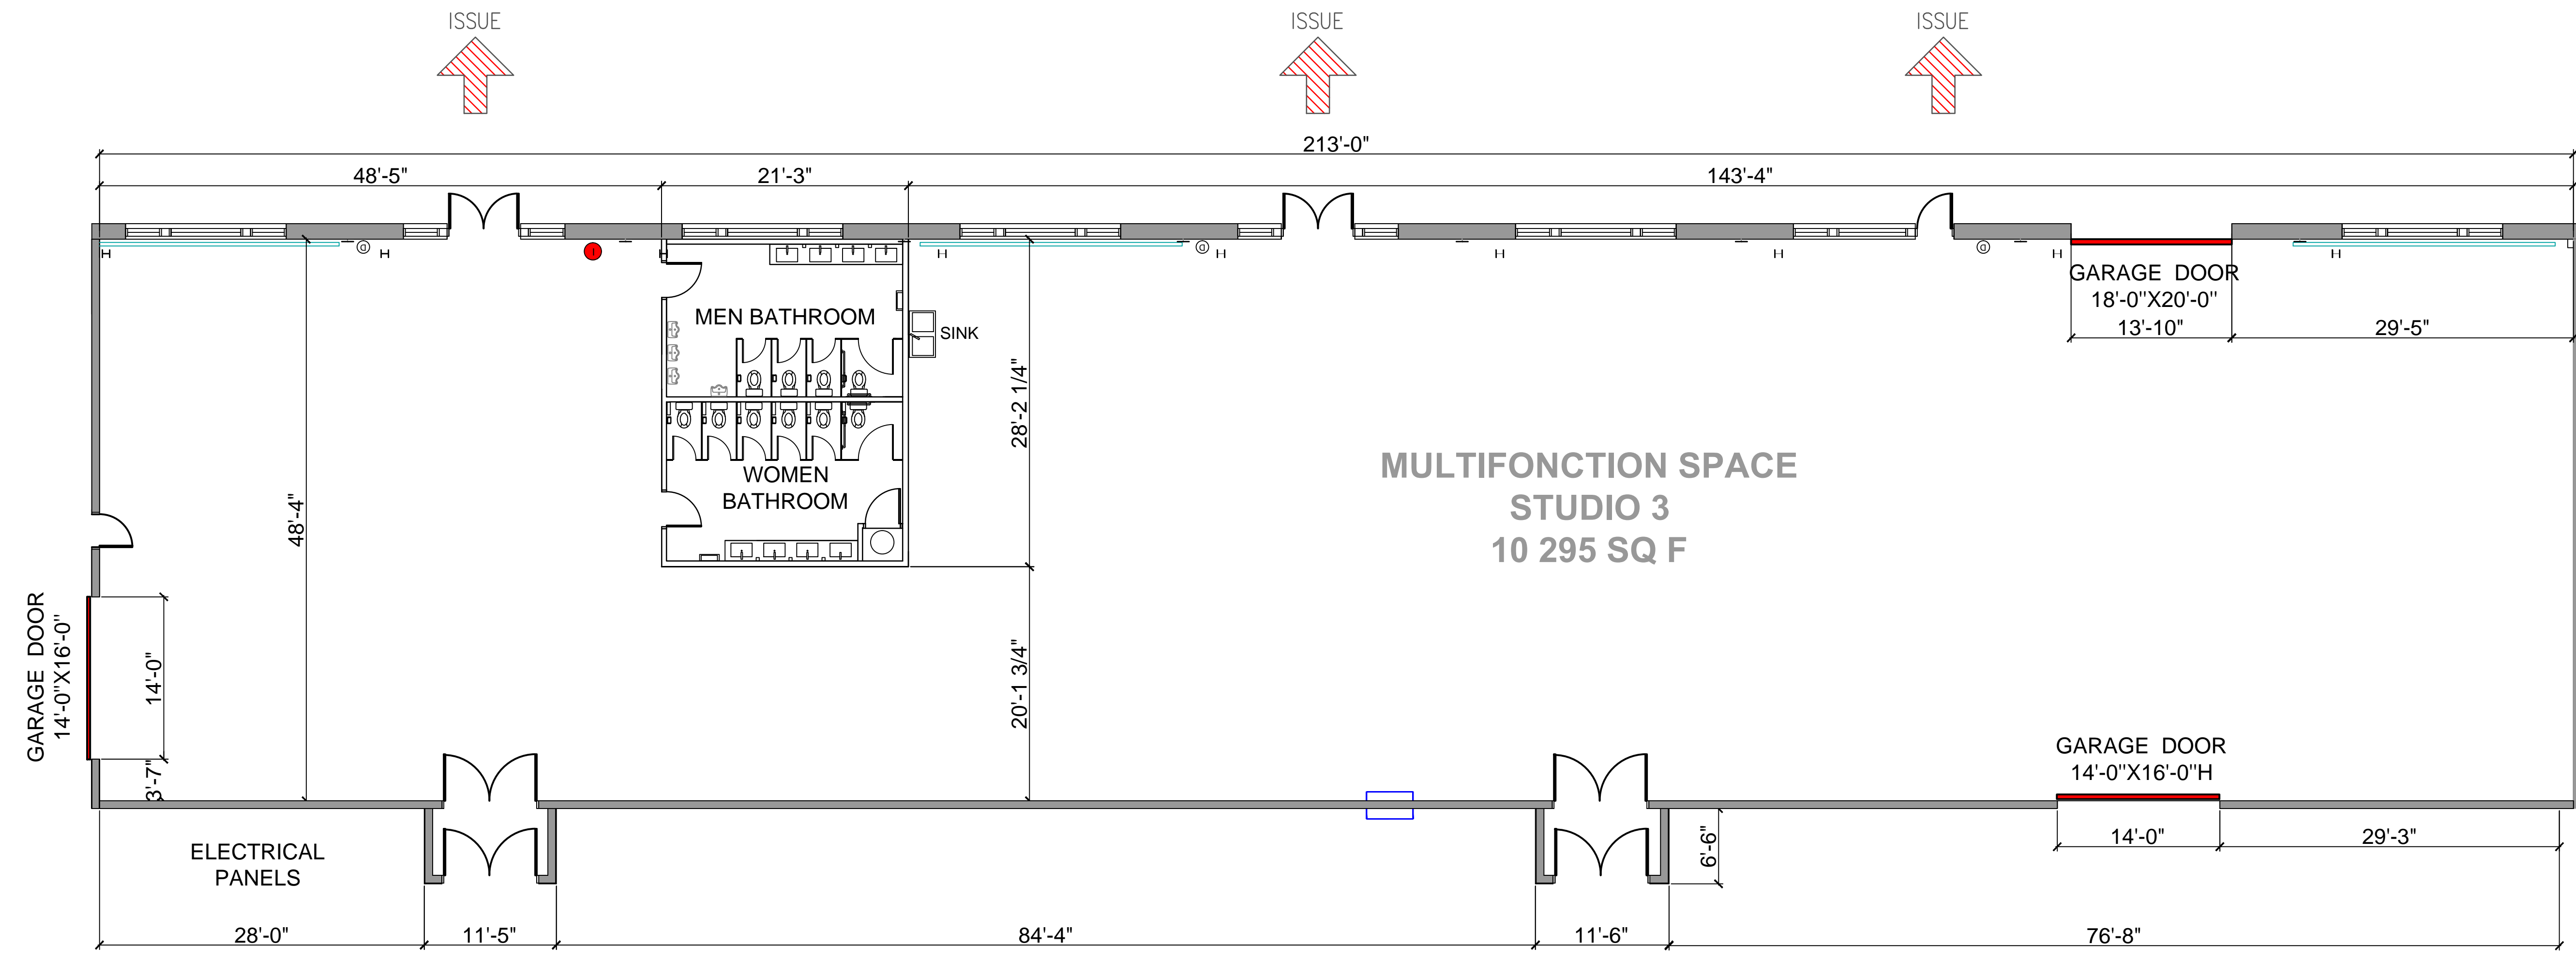 ISSUE
ISSUE
ISSUE
213'-0"
48'-5"
21'-3"
143'-4"
GARAGE DOOR
18'-0"X20'-0"
13'-10"
29'-5"
MEN BATHROOM
SINK
28'-2 1/4"
WOMEN
BATHROOM
MULTIFONCTION SPACE
STUDIO 3
10 295 SQ F
48'-4"
GARAGE DOOR
14'-0"X16'-0"
14'-0"
3'-7"
20'-1 3/4"
GARAGE DOOR
14'-0"X16'-0"H
14'-0"
29'-3"
6'-6"
ELECTRICAL
PANELS
28'-0"
11'-5"
84'-4"
11'-6"
76'-8"